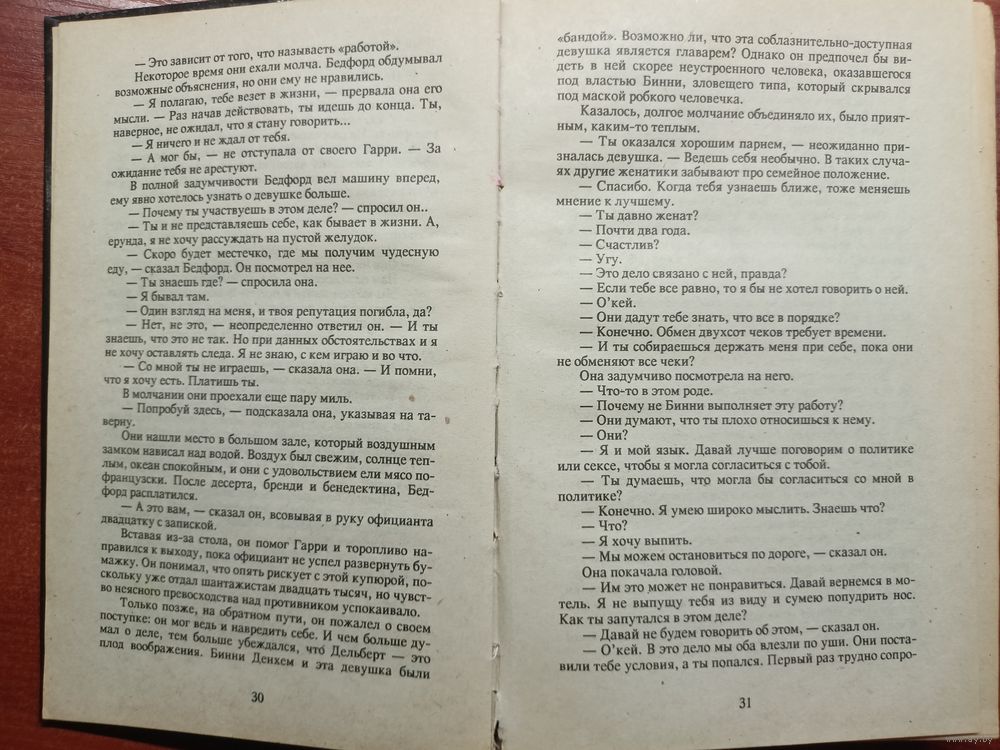 — Это зависит от того, что называеть «работой».
Некоторое время они ехали молча. Бедфорд обдумывал
возможные объяснения, но они ему не нравились.
— Я полагаю, тебе везет в жизни, — прервала она его
мысли. — Раз начав действовать, ты идешь до конца. Ты,
наверное, не ожидал, что я стану говорить...
— Я ничего и не ждал от тебя.
— А мог бы, — не отступала от своего Гарри. — За
ожидание тебя не арестуют.
В полной задумчивости Бедфорд вел машину вперед,
ему явно хотелось узнать о девушке больше.
— Почему ты участвуешь в этом деле? — спросил он..
— Ты и не представляешь себе, как бывает в жизни. А,
ерунда, я не хочу рассуждать на пустой желудок.
— Скоро будет местечко, где мы получим чудесную
еду, — сказал Бедфорд. Он посмотрел на нее.
— Ты знаешь где? — спросила она.
— Я бывал там.
— Один взгляд на меня, и твоя репутация погибла, да?
— Нет, не это, — неопределенно ответил он. — И ты
знаешь, что это не так. Но при данных обстоятельствах и я
не хочу оставлять следа. Я не знаю, с кем играю и во что.
— Со мной ты не играешь, — сказала она. — И помни,
что я хочу есть. Платишь ты.
В молчании они проехали еще пару миль.
— Попробуй здесь, — подсказала она, указывая на та-
верну.
Они нашли место в большом зале, который воздушным
замком нависал над водой. Воздух был свежим, солнце теп-
лым, океан спокойным, и они с удовольствием ели мясо по-
французски. После десерта, бренди и бенедектина, Бед-
форд расплатился.
— А это вам, — сказал он, всовывая в руку официанта
двадцатку с запиской.
Вставая из-за стола, он помог Гарри и торопливо на-
правился к выходу, пока официант не успел развернуть бу-
мажку. Он понимал, что опять рискует с этой купюрой, по-
скольку уже отдал шантажистам двадцать тысяч, но чувст-
во неясного превосходства над противником успокаивало.
Только позже, на обратном пути, он пожалел о своем
поступке: он мог ведь и навредить себе. И чем больше ду-
мал о деле, тем больше убеждался, что Дельберт — это
плод воображения. Бинни Денхем и эта девушка были
30
«бандой». Возможно ли, что эта соблазнительно-доступная
девушка является главарем? Однако он предпочел бы ви-
деть в ней скорее неустроенного человека, оказавшегося
под властью Бинни, зловещего типа, который скрывался
под маской робкого человечка.
Казалось, долгое молчание объединяло их, было прият-
ным, каким-то теплым.
— Ты оказался хорошим парнем, — неожиданно при-
зналась девушка. — Ведешь себя необычно. В таких случа-
ях другие женатики забывают про семейное положение.
— Спасибо. Когда тебя узнаешь ближе, тоже меняешь
мнение к лучшему.
— Ты давно женат?
— Почти два года.
— Счастлив?
— Угу.
— Это дело связано с ней, правда?
— Если тебе все равно, то я бы не хотел говорить о ней.
— О’кей.
— Они дадут тебе знать, что все в порядке?
— Конечно. Обмен двухсот чеков требует времени.
— И ты собираешься держать меня при себе, пока они
не обменяют все чеки?
Она задумчиво посмотрела на него.
— Что-то в этом роде.
— Почему не Бинни выполняет эту работу?
— Они думают, что ты плохо относишься к нему.
— Они?
— Я и мой язык. Давай лучше поговорим о политике
или сексе, чтобы я могла согласиться с тобой.
— Ты думаешь, что могла бы согласиться со мной в
политике?
— Конечно. Я умею широко мыслить. Знаешь что?
— Что?
— Я хочу выпить.
— Мы можем остановиться по дороге, — сказал он.
Она покачала головой.
— Им это может не понравиться. Давай вернемся в мо-
тель. Я не выпущу тебя из виду и сумею попудрить нос.
Как ты запутался в этом деле?
— Давай не будем говорить об этом, — сказал он.
— О’кей. В это дело мы оба влезли по уши. Они поста-
вили тебе условия, а ты попался. Первый раз трудно сопро-
31